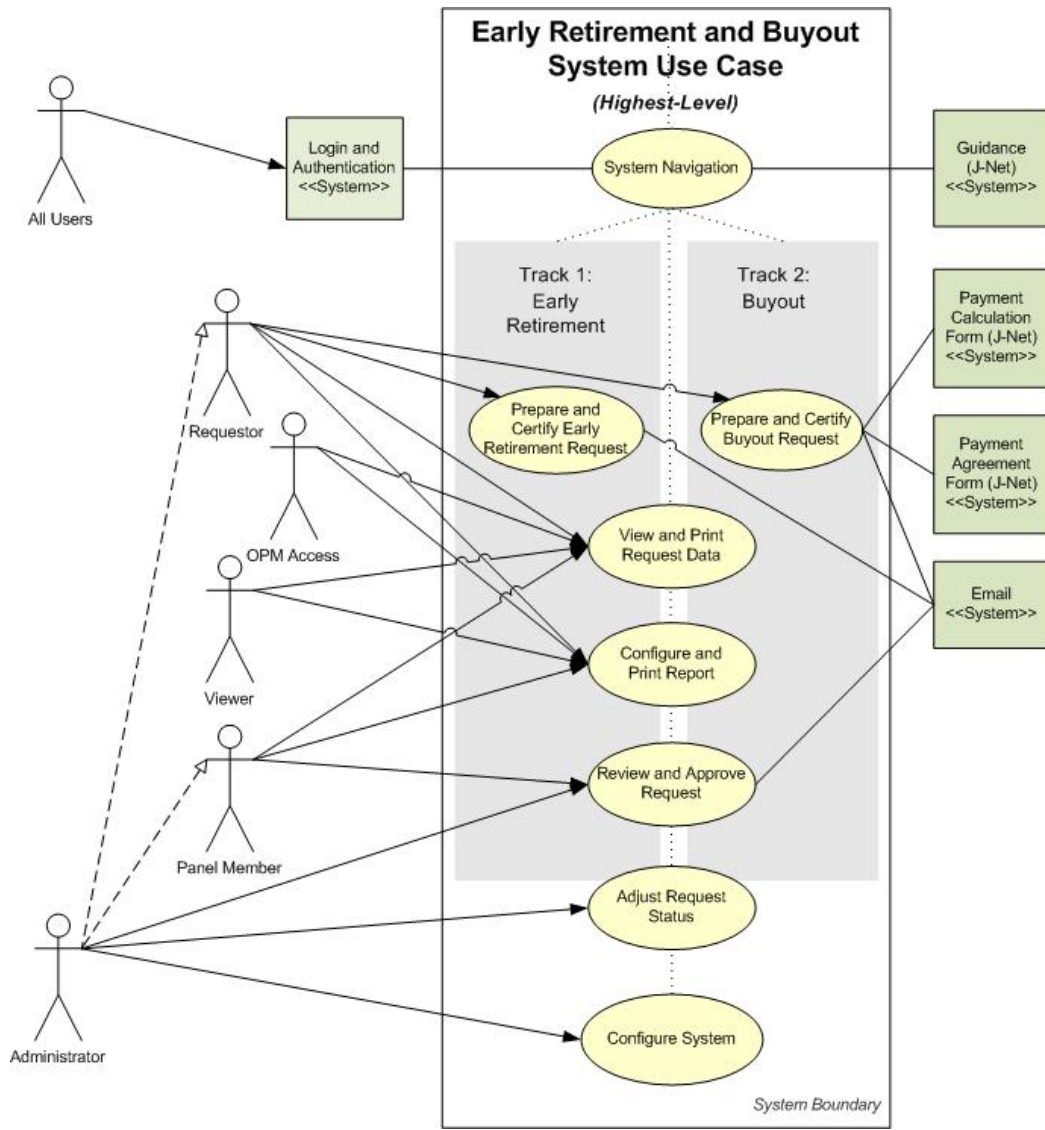 Early Retirement and Buyout
System Use Case
(Highest-Level)
All Users
Login and
Authentication
<<System>>
System Navigation
Guidance
(J-Net)
<<System>>
Track 1:
Early
Retirement
Track 2:
Buyout
Payment
Calculation
Form (J-Net)
<<System>>
Requestor
Prepare and
Certify Early
Retirement Request
Prepare and Certify
Buyout Request
Payment
Agreement
Form (J-Net)
<<System>>
OPM Access
View and Print
Request Data
Email
<<System>>
Viewer
Configure and
Print Report
Panel Member
Review and Approve
Request
Adjust Request
Status
Administrator
Configure System
System Boundary